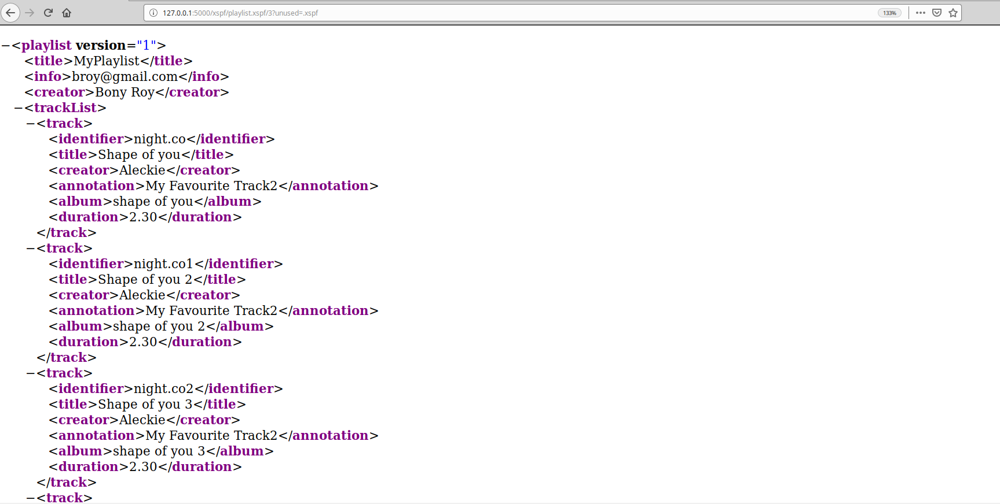 127.0.0.1:5000/xspf/playlist.xspf/3?unused=.xspf 133%
−<playlist version="1">
<title>MyPlaylist</title>
<info>broy@gmail.com</info>
<creator>Bony Roy</creator>
−<trackList>
−<track>
<identifier>night.co</identifier>
<title>Shape of you</title>
<creator>Aleckie</creator>
<annotation>My Favourite Track2</annotation>
<album>shape of you</album>
<duration>2.30</duration>
</track>
−<track>
<identifier>night.co1</identifier>
<title>Shape of you 2</title>
<creator>Aleckie</creator>
<annotation>My Favourite Track2</annotation>
<album>shape of you 2</album>
<duration>2.30</duration>
</track>
−<track>
<identifier>night.co2</identifier>
<title>Shape of you 3</title>
<creator>Aleckie</creator>
<annotation>My Favourite Track2</annotation>
<album>shape of you 3</album>
<duration>2.30</duration>
</track>
−<track>